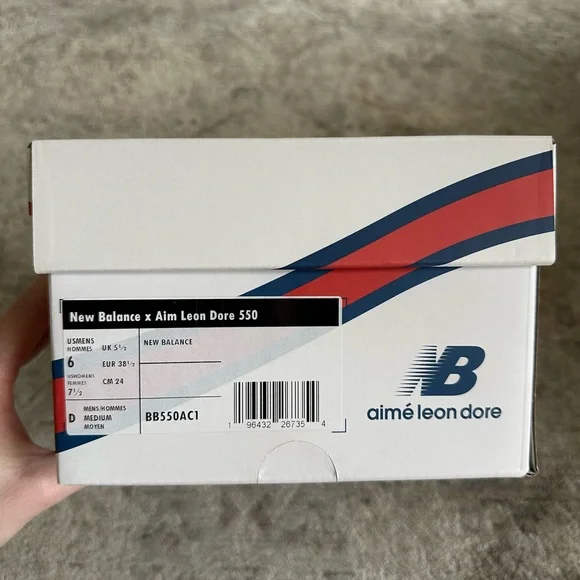 New Balance x Aim Leon Dore 550
USMENS
HOMMES
6
UK 5½
EUR 38½
USWOMENS
FEMMES
7½
CM 24
NEW BALANCE
D
MENS/HOMMES
MEDIUM
MOYEN
BB550AC1
1 96432 26735 4
NB
aimé leon dore